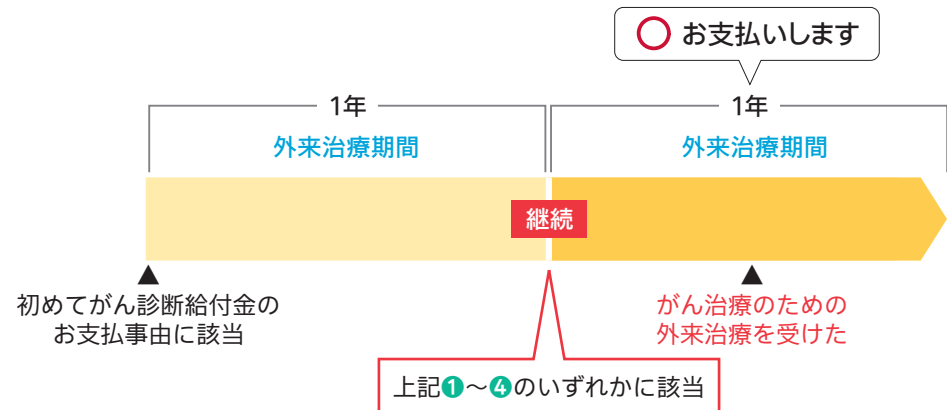 お支払いします
1年
1年
外来治療期間
外来治療期間
継続
初めてがん診断給付金の
お支払事由に該当
がん治療のための
外来治療を受けた
上記❶～❹のいずれかに該当